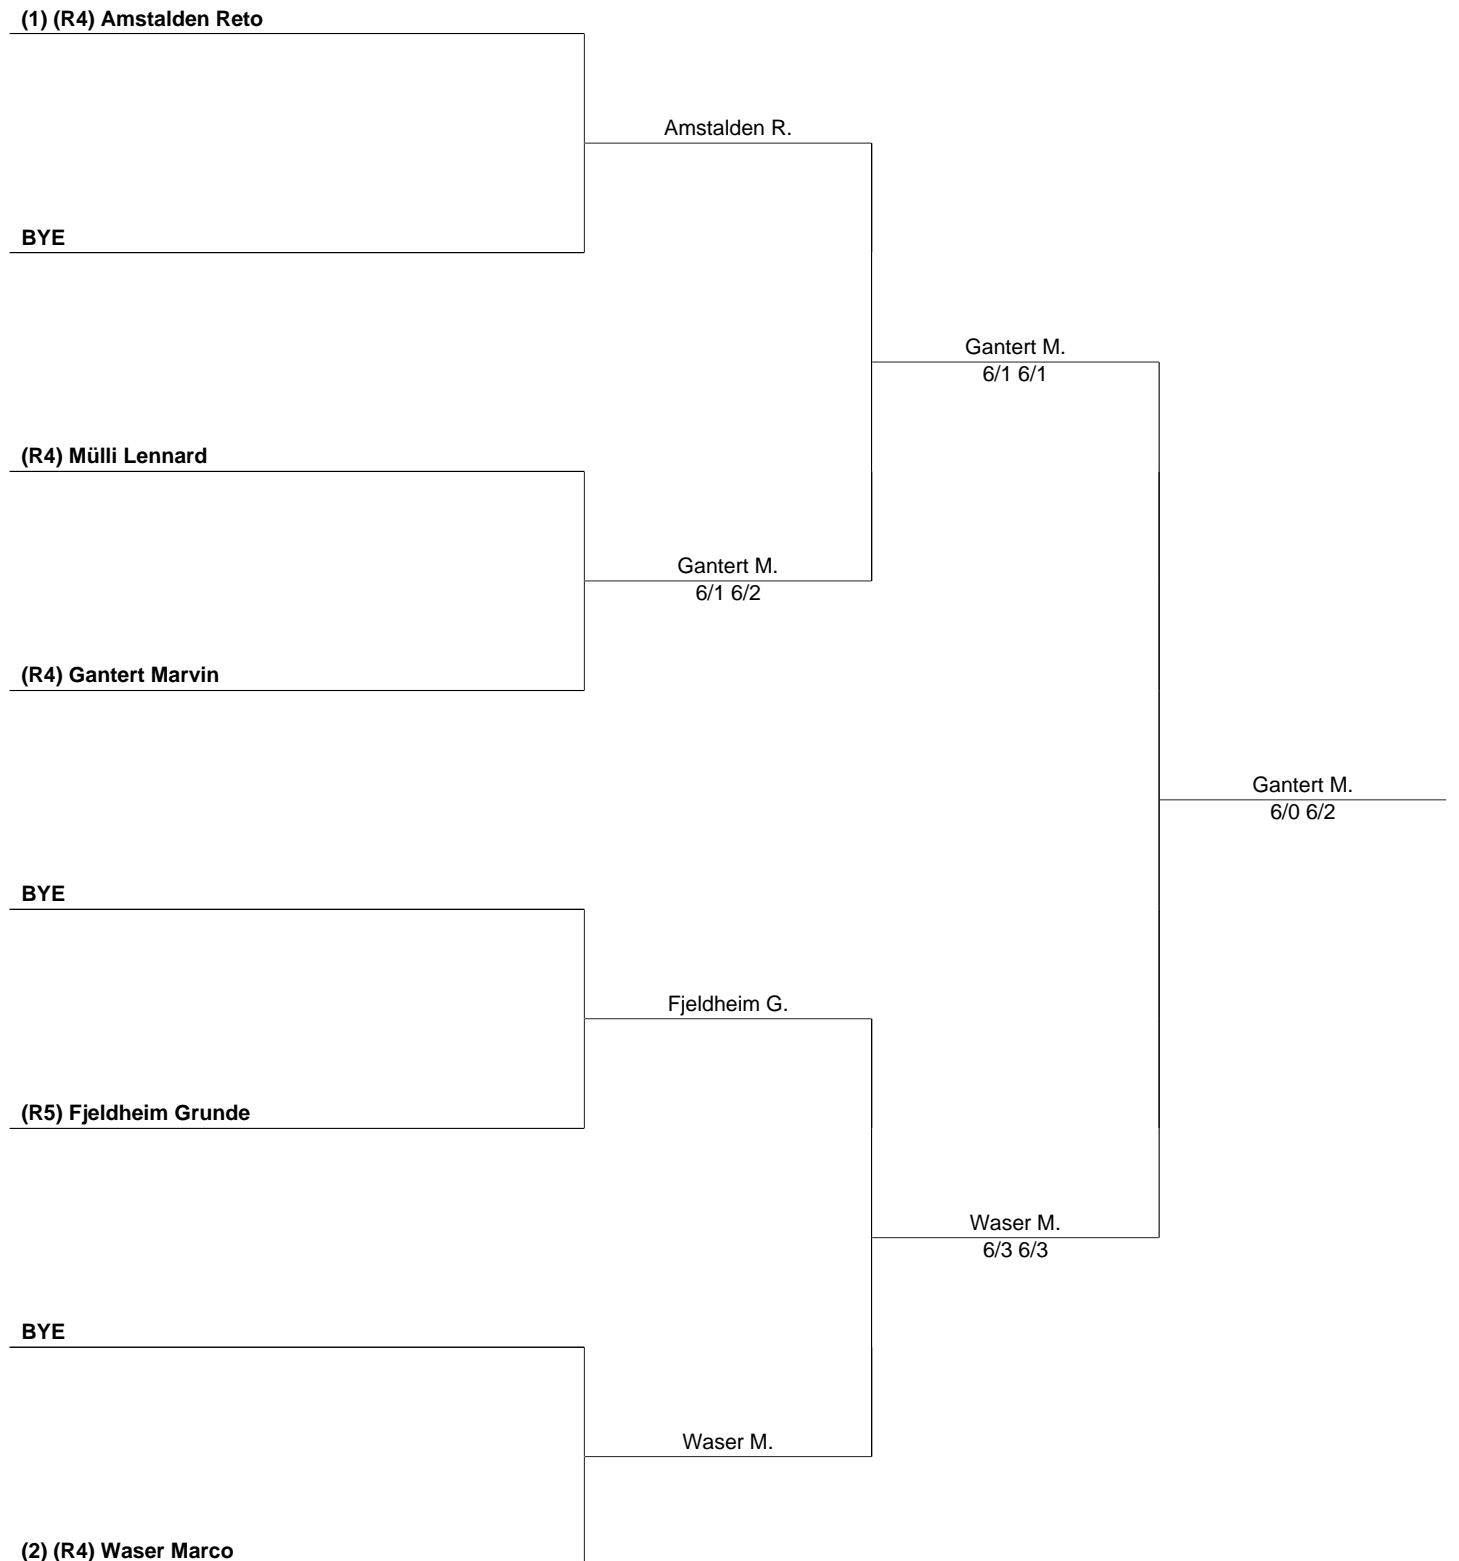 (1) (R4) Amstalden Reto
Amstalden R.
BYE
Gantert M.
6/1 6/1
(R4) Mülli Lennard
Gantert M.
6/1 6/2
(R4) Gantert Marvin
Gantert M.
6/0 6/2
BYE
Fjeldheim G.
(R5) Fjeldheim Grunde
Waser M.
6/3 6/3
BYE
Waser M.
(2) (R4) Waser Marco